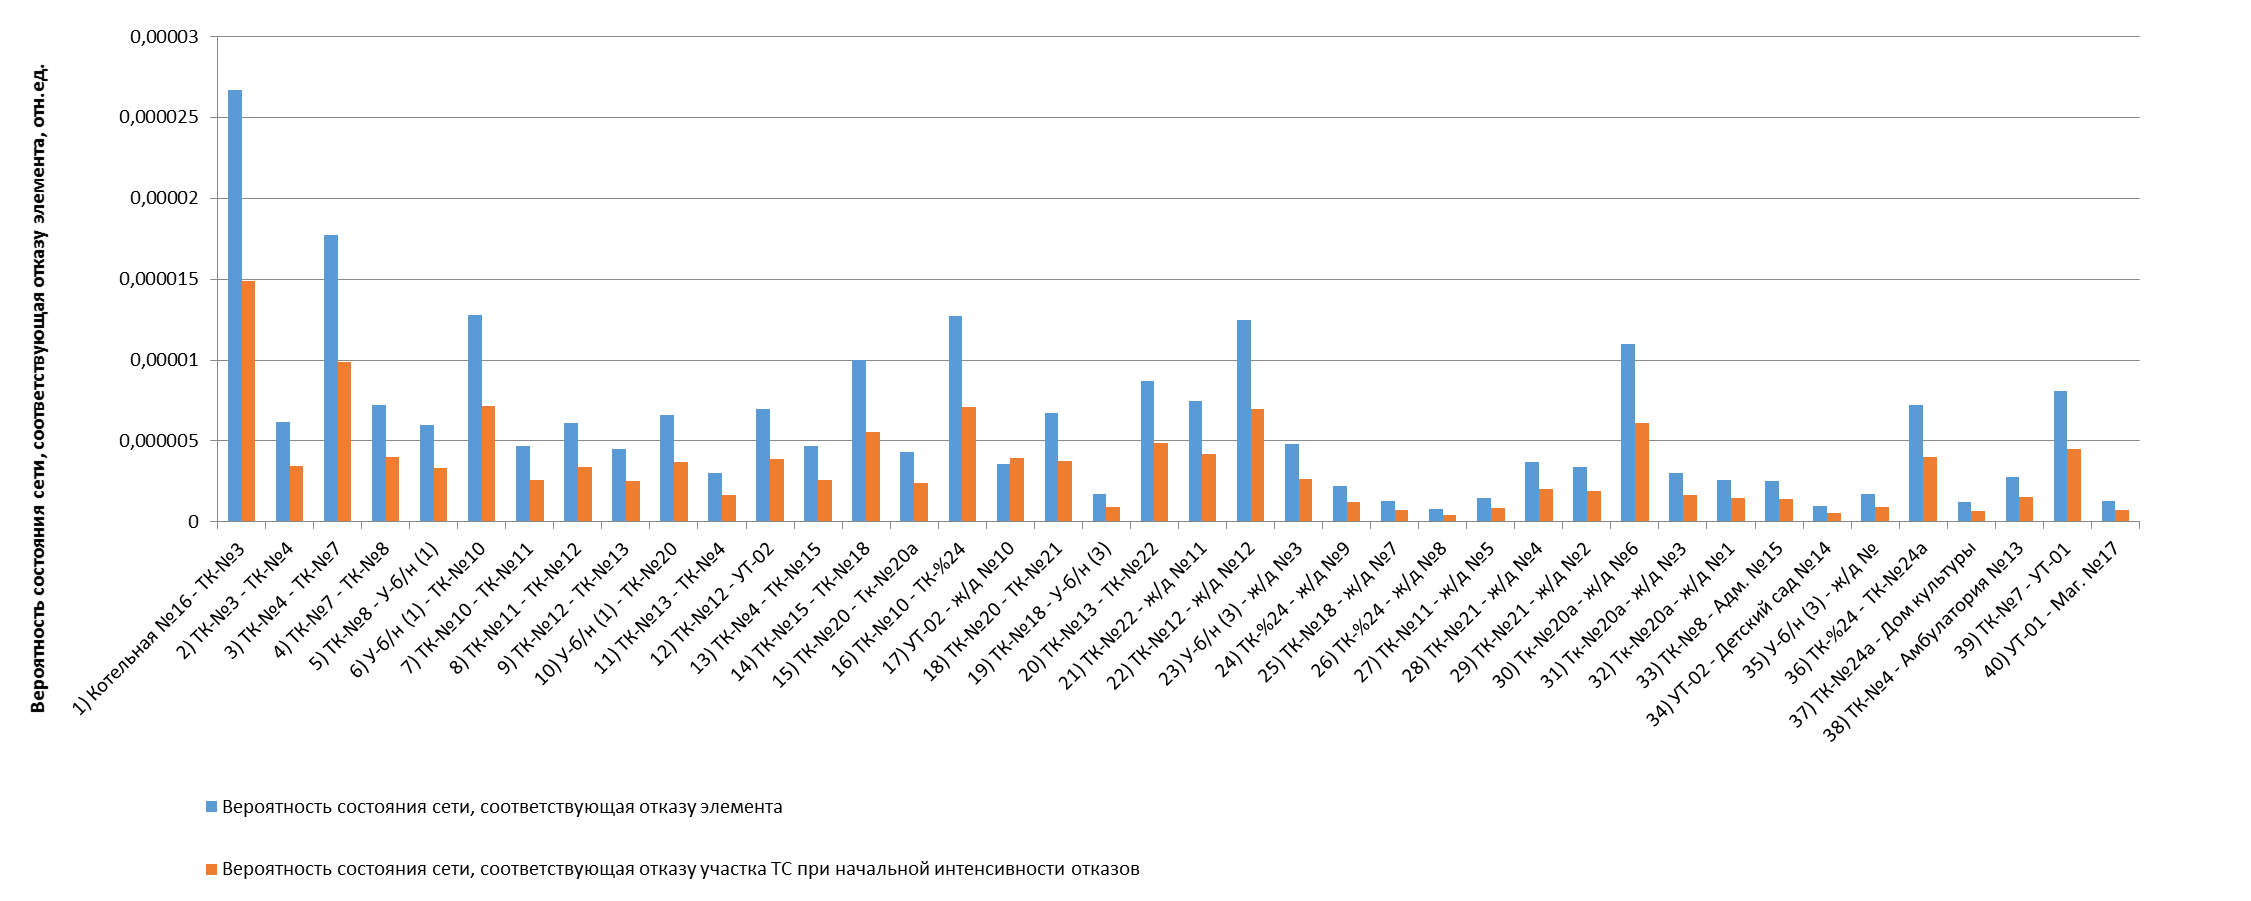 Вероятность состояния сети, соответствующая отказу элемента, отн.ед.
0,00003
0,000025
0,00002
0,000015
0,00001
0,000005
0
1) Котельная №16 - ТК-№3
2) ТК-№3 - ТК-№4
3) ТК-№4 - ТК-№7
4) ТК-№7 - ТК-№8
5) ТК-№8 - У-б/н (1)
6) У-б/н (1) - ТК-№10
7) ТК-№10 - ТК-№11
8) ТК-№11 - ТК-№12
9) ТК-№12 - ТК-№13
10) У-б/н (1) - ТК-№20
11) ТК-№13 - ТК-№4
12) ТК-№12 - УТ-02
13) ТК-№4 - ТК-№15
14) ТК-№15 - ТК-№18
15) ТК-№20 - Тк-№20а
16) ТК-№10 - ТК-%24
17) УТ-02 - ж/д №10
18) ТК-№20 - ТК-№21
19) ТК-№18 - У-б/н (3)
20) ТК-№13 - ТК-№22
21) ТК-№22 - ж/д №11
22) ТК-№12 - ж/д №12
23) У-б/н (3) - ж/д №3
24) ТК-%24 - ж/д №9
25) ТК-№18 - ж/д №7
26) ТК-%24 - ж/д №8
27) ТК-№11 - ж/д №5
28) ТК-№21 - ж/д №4
29) ТК-№21 - ж/д №2
30) Тк-№20а - ж/д №6
31) Тк-№20а - ж/д №3
32) Тк-№20а - ж/д №1
33) ТК-№8 - Адм. №15
34) УТ-02 - Детский сад №14
35) У-б/н (3) - ж/д №
36) ТК-%24 - ТК-№24а
37) ТК-№24а - Дом культуры
38) ТК-№4 - Амбулатория №13
39) ТК-№7 - УТ-01
40) УТ-01 - Маг. №17
Вероятность состояния сети, соответствующая отказу элемента
Вероятность состояния сети, соответствующая отказу участка ТС при начальной интенсивности отказов